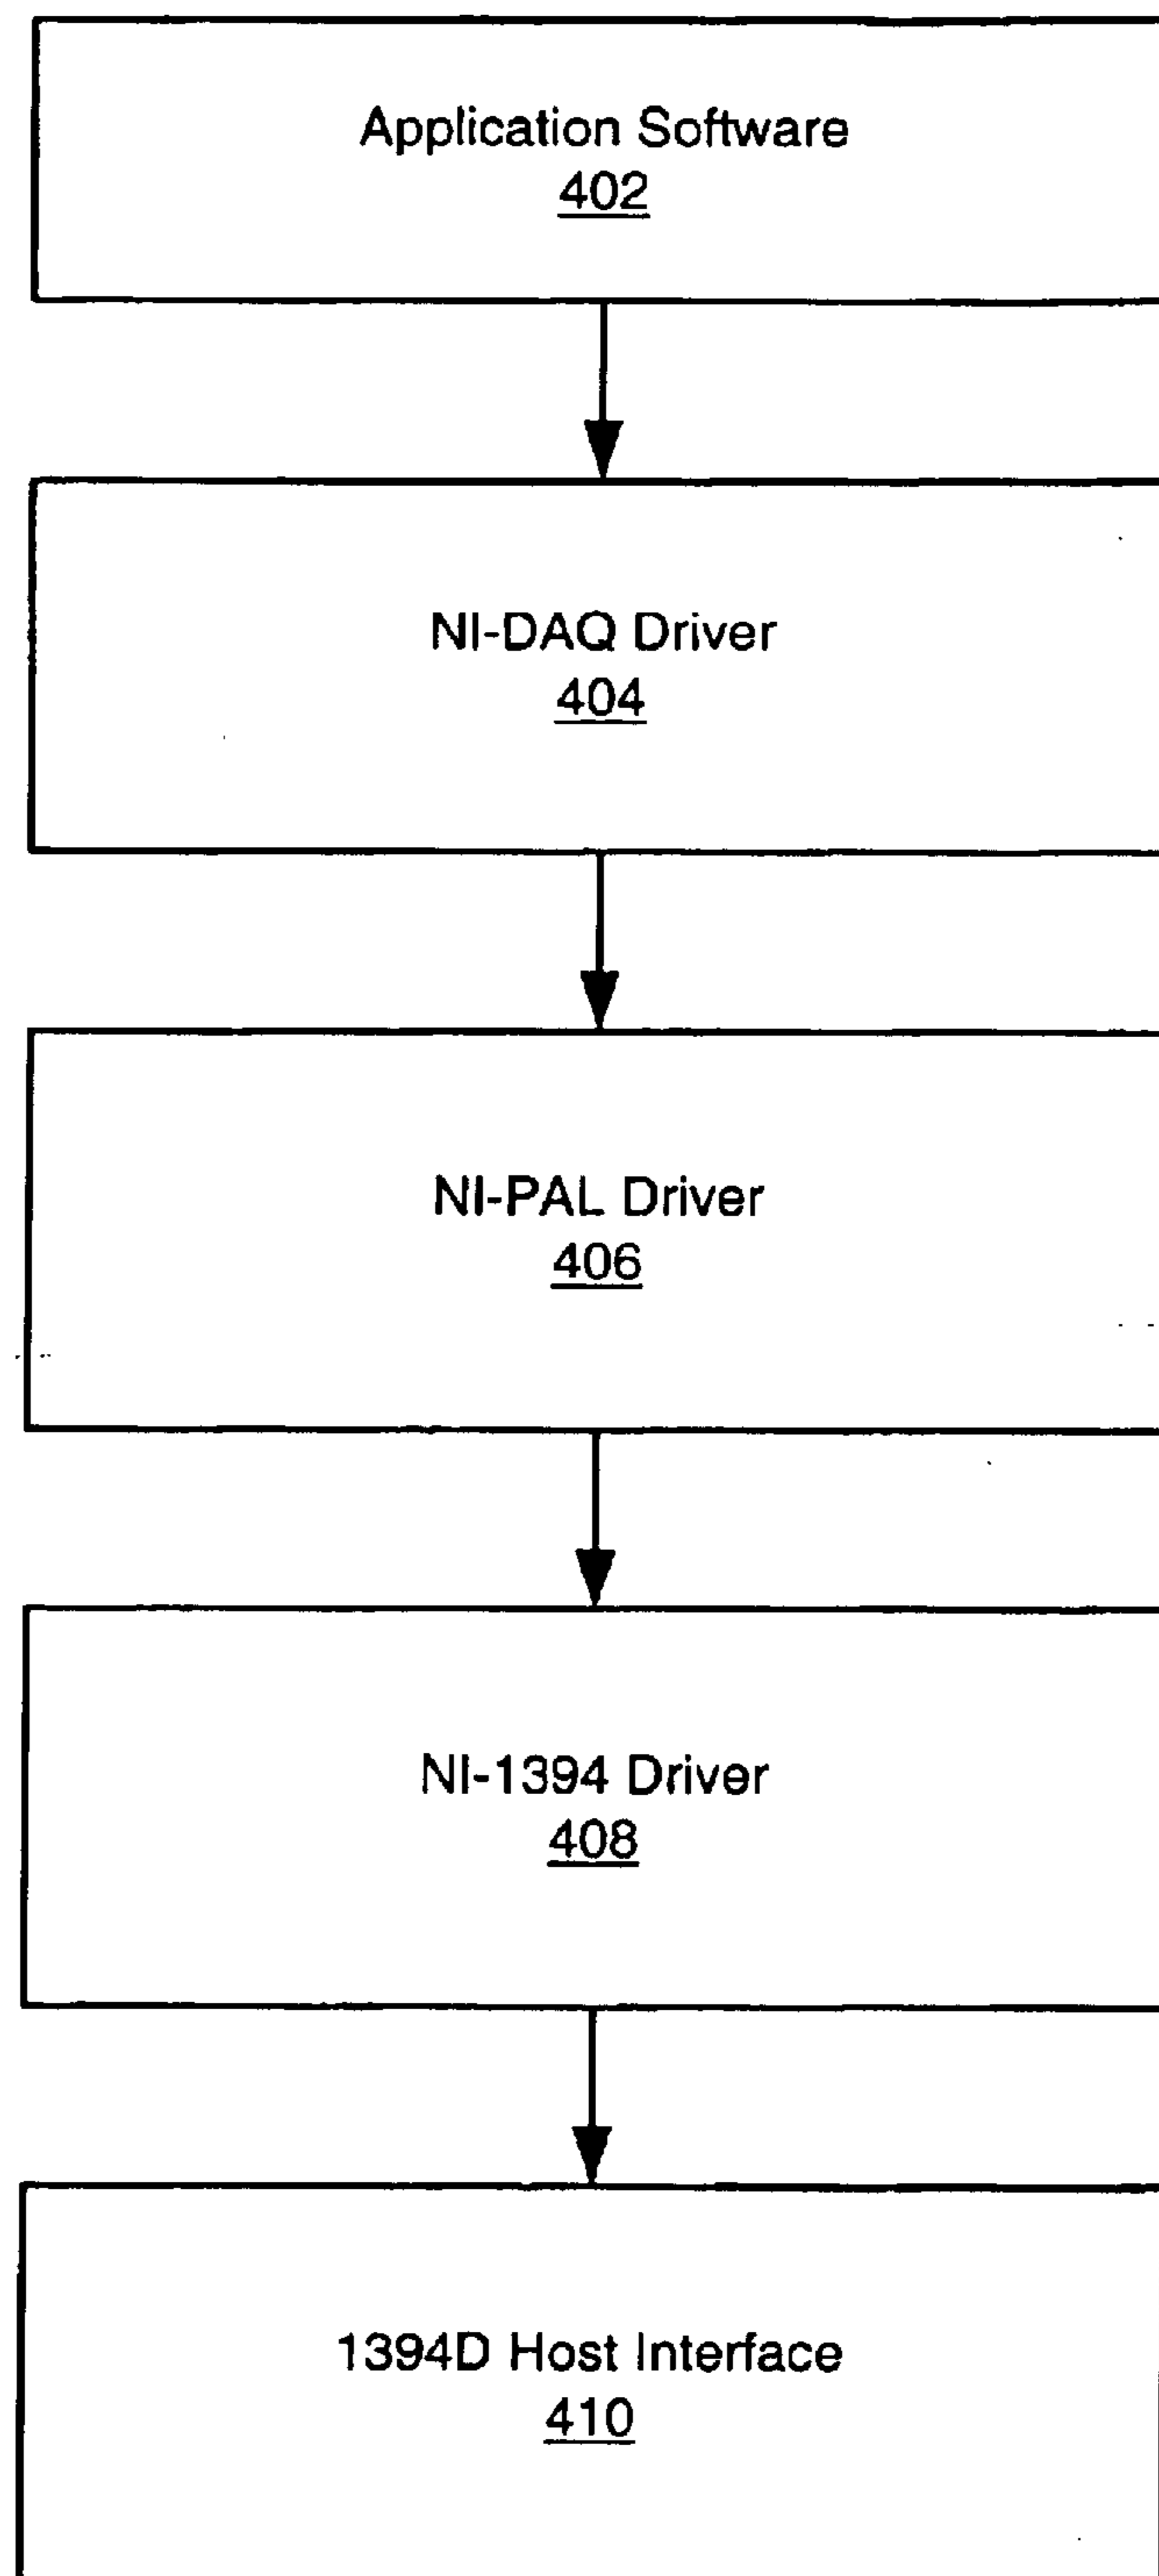 Application Software
402
NI-DAQ Driver
404
NI-PAL Driver
406
NI-1394 Driver
408
1394D Host Interface
410